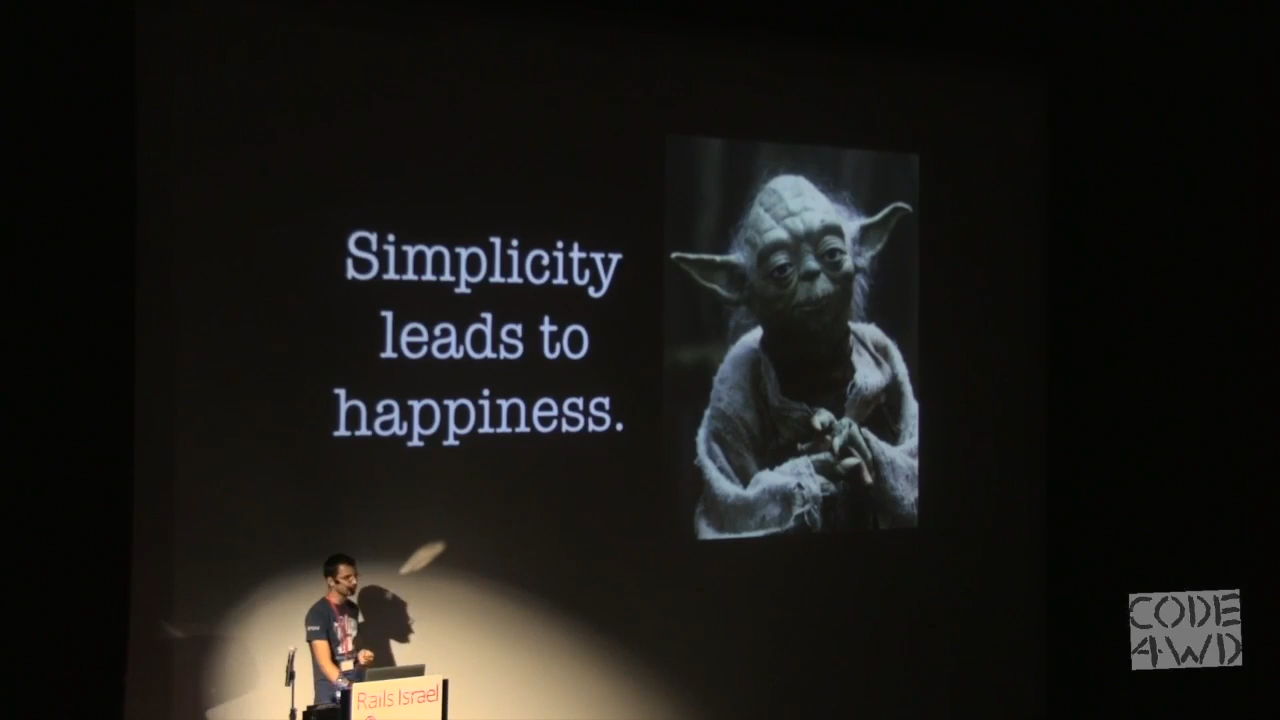 Simplicity
leads to
happiness.
Rails Israel
CODE
4WD